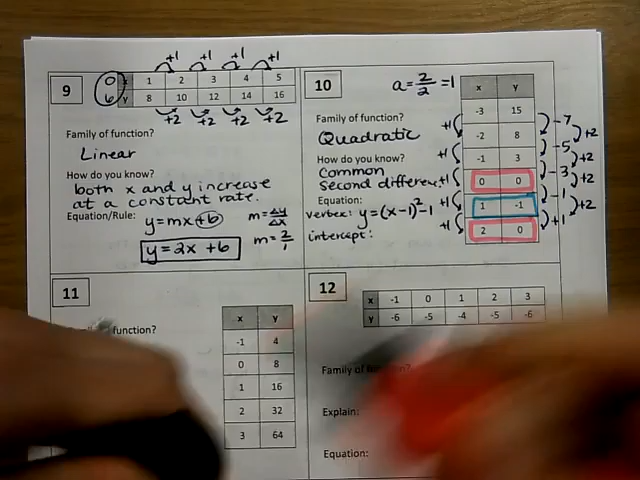 9
+1 +1 +1 +1
0 x 1 2 3 4 5
6 y 8 10 12 14 16
+2 +2 +2 +2
Family of function?
Linear
How do you know?
both x and y increase
at a constant rate.
Equation/Rule: y=mx+b m=Δy/Δx
y=2x+6 m=2/1
10
a=2/2=1
Family of function?
Quadratic
How do you know?
Common
Second difference
Equation:
vertex: y=(x-1)²-1
intercept:
x y
-3 15
-2 8
-1 3
0 0
1 -1
2 0
+1 +1 +1 +1 +1
-7 -5 -3 -1 +1
+2 +2 +2 +2
11
function?
x y
-1 4
0 8
1 16
2 32
3 64
12
x -1 0 1 2 3
y -6 -5 -4 -5 -6
Family of
Explain:
Equation: